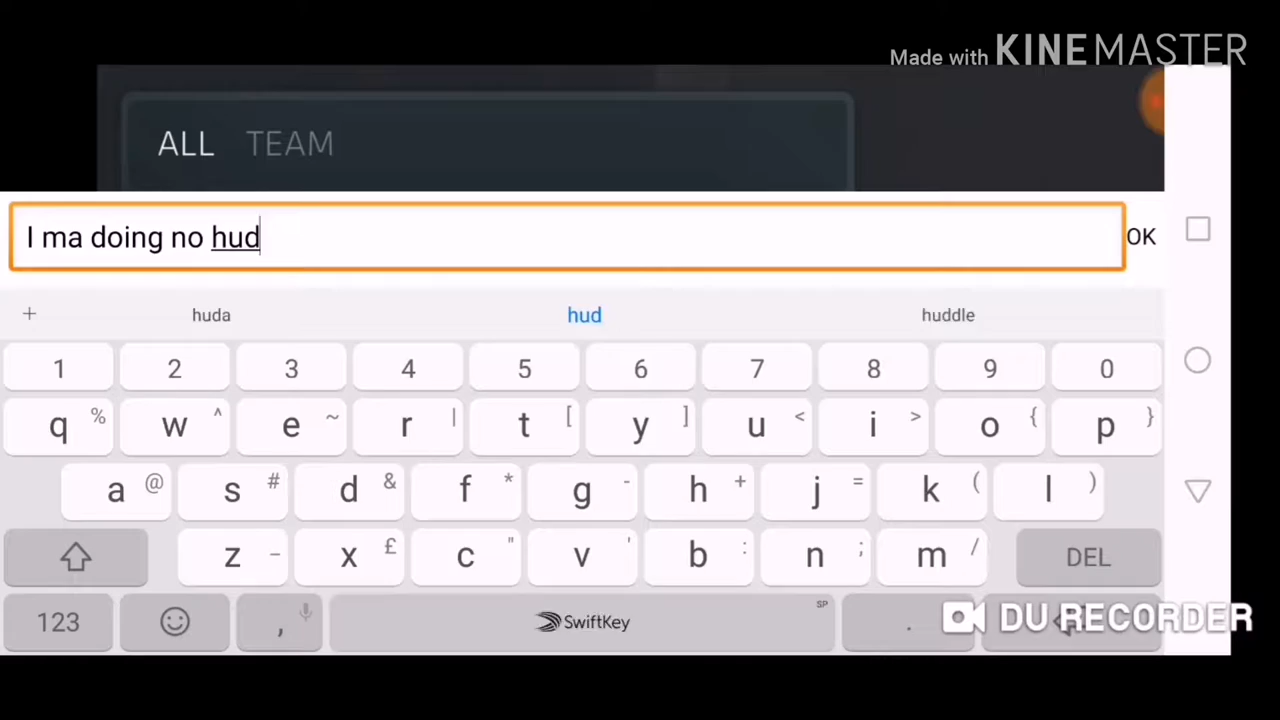 Made with KINEMASTER
ALL TEAM
I ma doing no hud
OK
+ huda hud huddle
1 2 3 4 5 6 7 8 9 0
q % w ^ e ~ r | t [ y ] u < i > o { p }
a @ s # d & f * g - h + j = k ( l )
z _ x £ c " v ' b : n ; m / DEL
123 , SwiftKey SP .
DU RECORDER